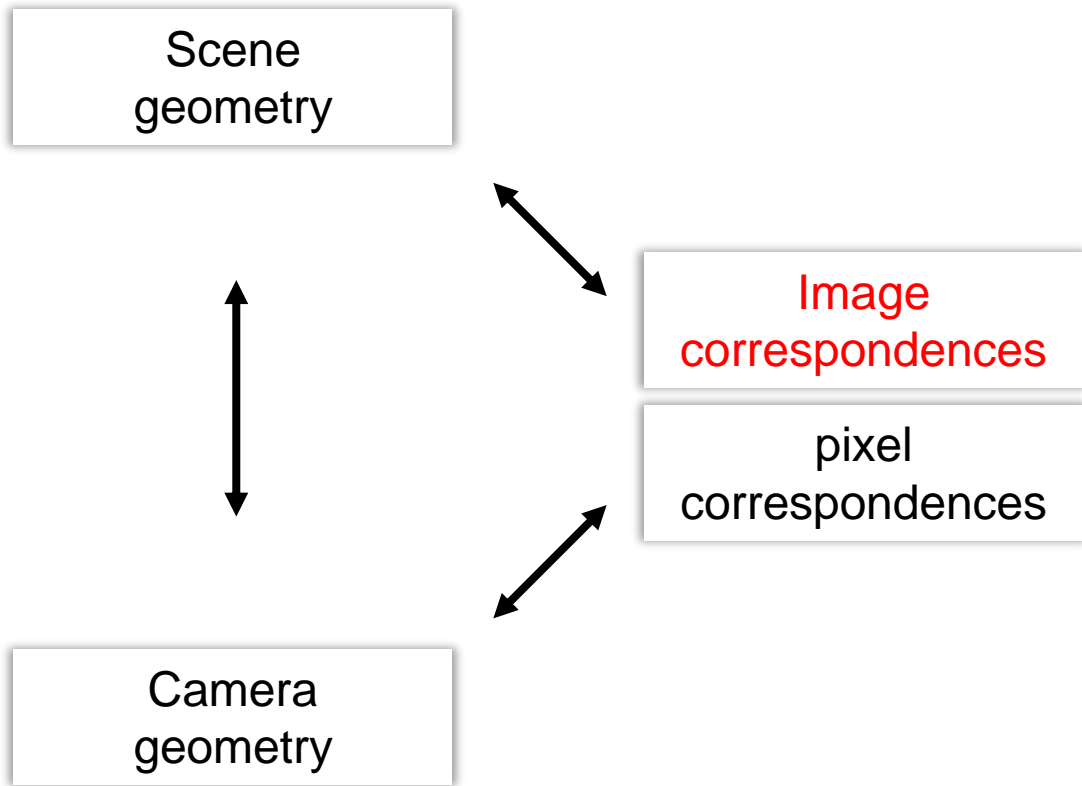 Scene
geometry
Image
correspondences
pixel
correspondences
Camera
geometry